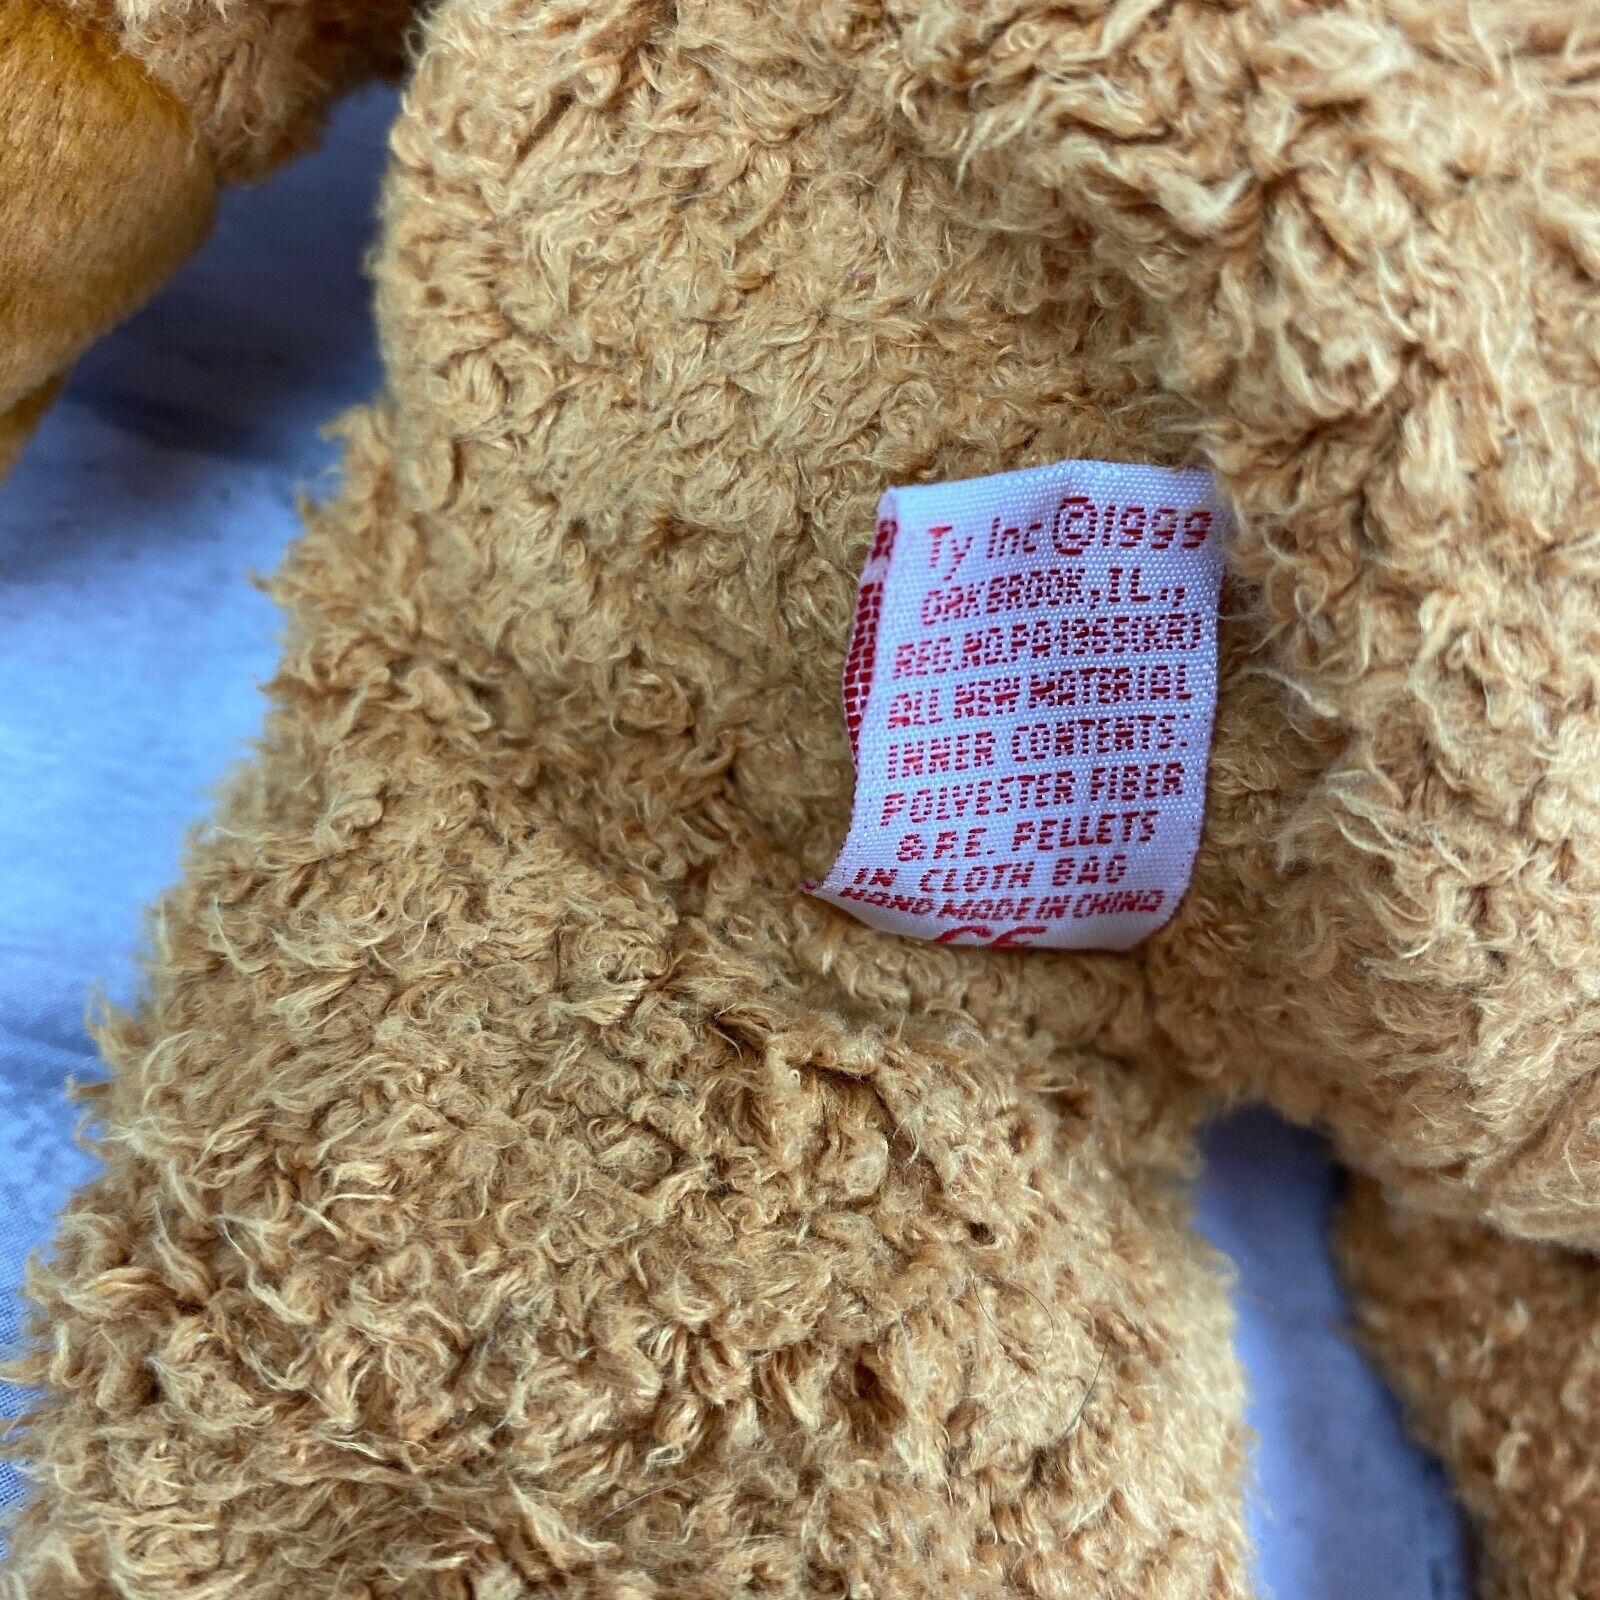 Ty Inc ©1999
OAKBROOK, IL.,
REG.NO.PA-1965(KR)
ALL NEW MATERIAL
INNER CONTENTS:
POLYESTER FIBER
& P.E. PELLETS
IN CLOTH BAG
HAND MADE IN CHINA
CE